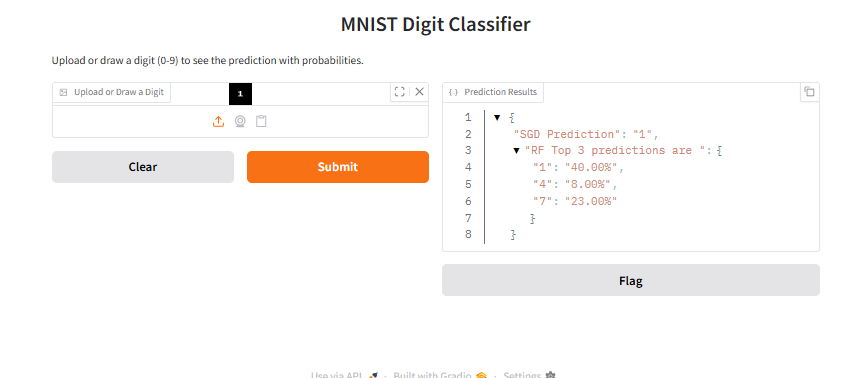 MNIST Digit Classifier
Upload or draw a digit (0-9) to see the prediction with probabilities.
Upload or Draw a Digit
1
Clear
Submit
Prediction Results
1 ▼ {
2 "SGD Prediction": "1",
3 ▼ "RF Top 3 predictions are ": {
4 "1": "40.00%",
5 "4": "8.00%",
6 "7": "23.00%"
7 }
8 }
Flag
Use via API · Built with Gradio · Settings